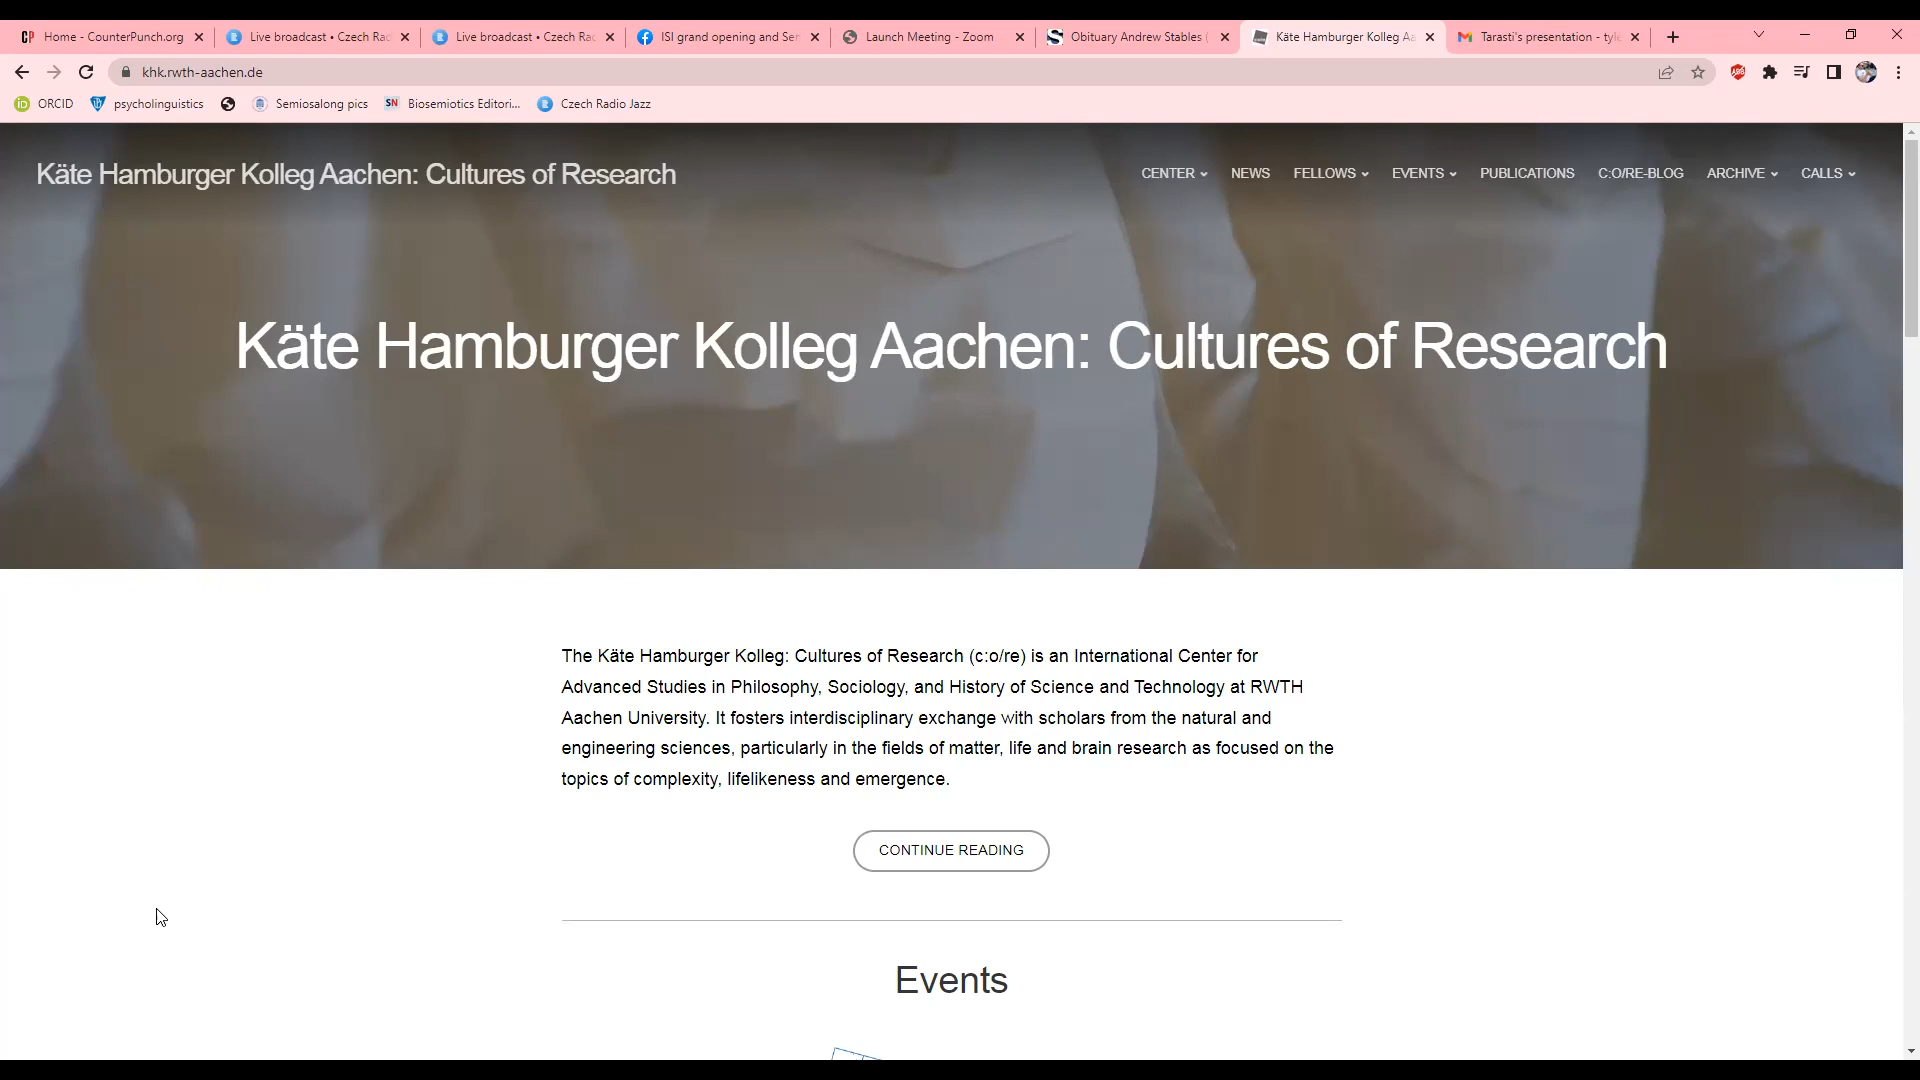 Home - CounterPunch.org
Live broadcast • Czech Rac
Live broadcast • Czech Rac
ISI grand opening and Ser
Launch Meeting - Zoom
Obituary Andrew Stables (
Käte Hamburger Kolleg Aa
Tarasti's presentation - tyle
khk.rwth-aachen.de
ORCID
psycholinguistics
Semiosalong pics
SN
Biosemiotics Editori...
Czech Radio Jazz
Käte Hamburger Kolleg Aachen: Cultures of Research
CENTER
NEWS
FELLOWS
EVENTS
PUBLICATIONS
C:O/RE-BLOG
ARCHIVE
CALLS
Käte Hamburger Kolleg Aachen: Cultures of Research
The Käte Hamburger Kolleg: Cultures of Research (c:o/re) is an International Center for
Advanced Studies in Philosophy, Sociology, and History of Science and Technology at RWTH
Aachen University. It fosters interdisciplinary exchange with scholars from the natural and
engineering sciences, particularly in the fields of matter, life and brain research as focused on the
topics of complexity, lifelikeness and emergence.
CONTINUE READING
Events